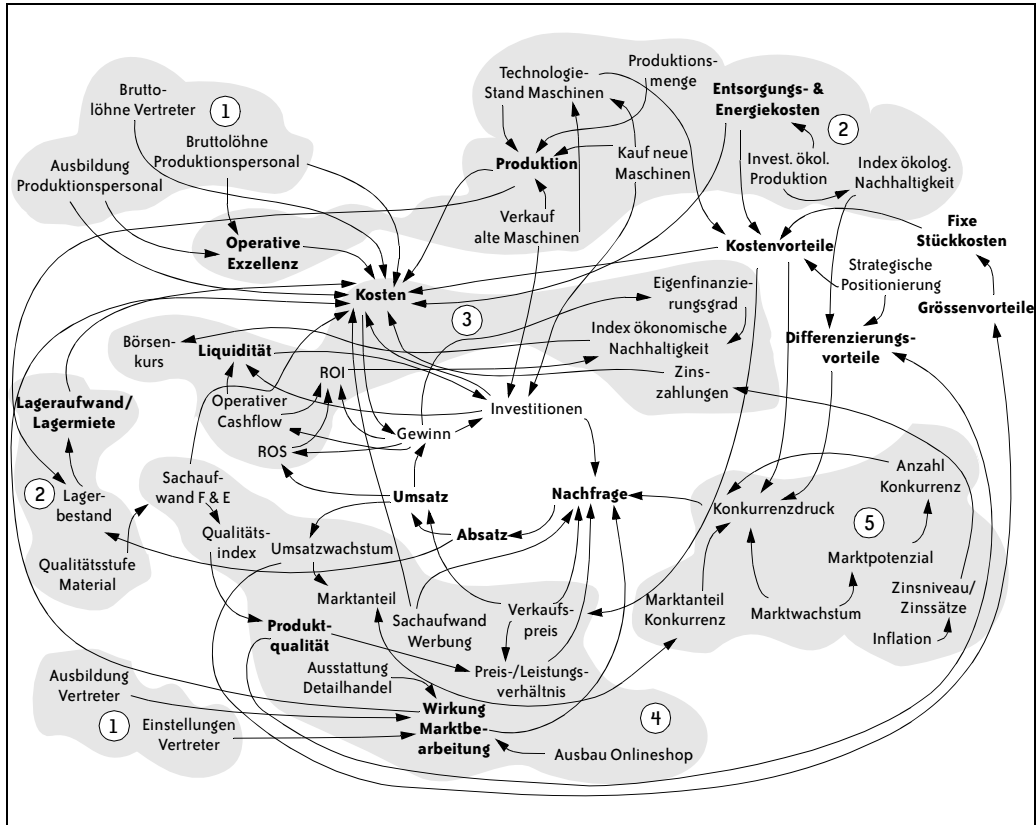 Brutto-
löhne Vertreter
1
Bruttolöhne
Produktionspersonal
Ausbildung
Produktionspersonal
Operative
Exzellenz
Technologie-
Stand Maschinen
Produktions-
menge
Produktion
Kauf neue
Maschinen
Verkauf
alte Maschinen
Entsorgungs- &
Energiekosten
2
Invest. ökol.
Produktion
Index ökolog.
Nachhaltigkeit
Kostenvorteile
Fixe
Stückkosten
Strategische
Positionierung
Grössenvorteile
Differenzierungs-
vorteile
Kosten
3
Eigenfinanzie-
rungsgrad
Index ökonomische
Nachhaltigkeit
Zins-
zahlungen
Börsen-
kurs
Liquidität
ROI
Operativer
Cashflow
ROS
Gewinn
Investitionen
Lageraufwand/
Lagermiete
2
Lager-
bestand
Sachauf-
wand F & E
Qualitäts-
index
Qualitätsstufe
Material
Umsatz
Absatz
Nachfrage
Umsatzwachstum
Marktanteil
Sachaufwand
Werbung
Verkaufs-
preis
Preis-/Leistungs-
verhältnis
Produkt-
qualität
Ausstattung
Detailhandel
Wirkung
Marktbe-
arbeitung
4
Ausbau Onlineshop
Ausbildung
Vertreter
1
Einstellungen
Vertreter
Anzahl
Konkurrenz
Konkurrenzdruck
5
Marktpotenzial
Marktanteil
Konkurrenz
Marktwachstum
Zinsniveau/
Zinssätze
Inflation